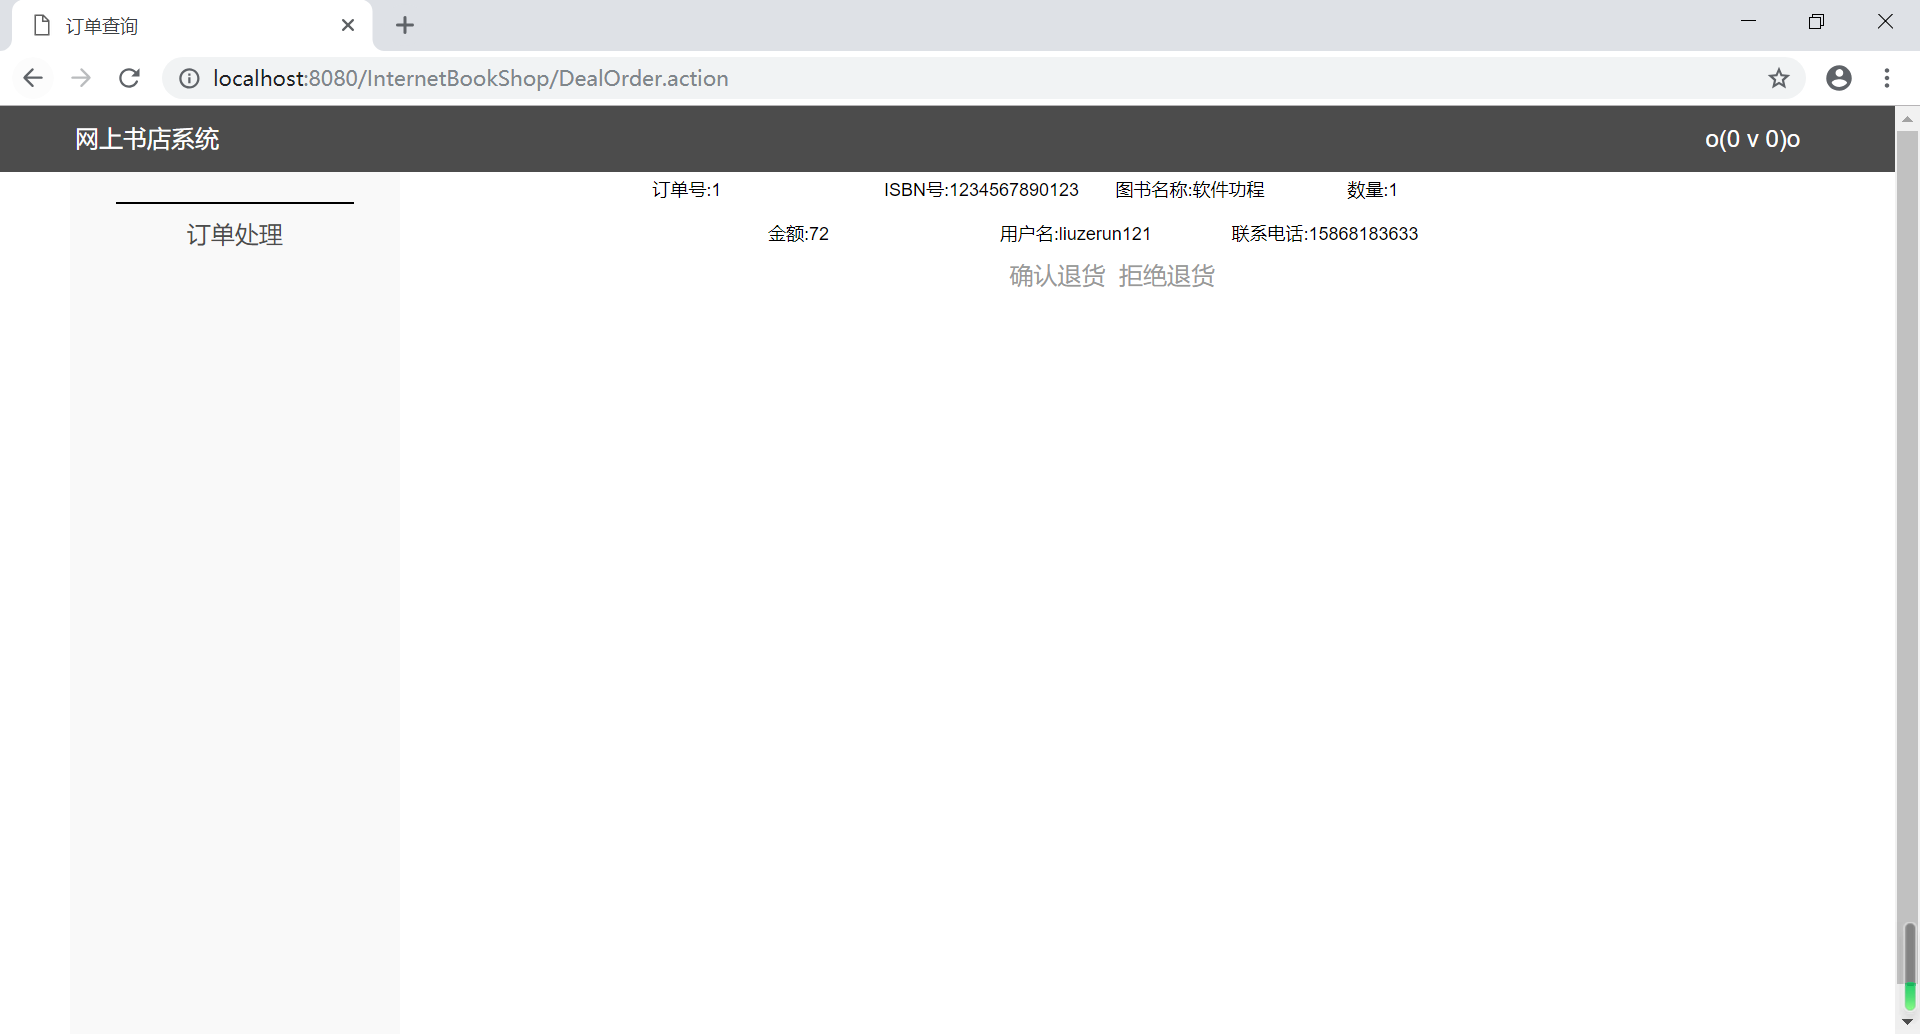 订单查询
localhost:8080/InternetBookShop/DealOrder.action
网上书店系统 o(0 v 0)o
订单号:1 ISBN号:1234567890123 图书名称:软件功程 数量:1
订单处理
金额:72 用户名:liuzerun121 联系电话:15868183633
确认退货 拒绝退货